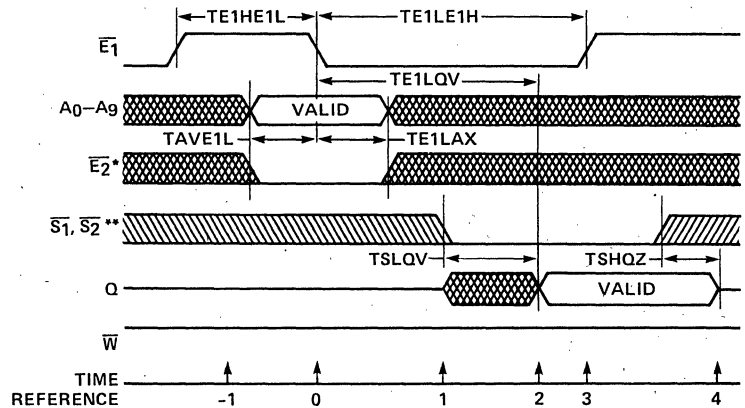 TE1HE1L TE1LE1H
E1
TE1LQV
A0–A9 VALID
TAVE1L TE1LAX
E2*
S1, S2**
TSLQV TSHQZ
Q VALID
W
TIME
REFERENCE -1 0 1 2 3 4